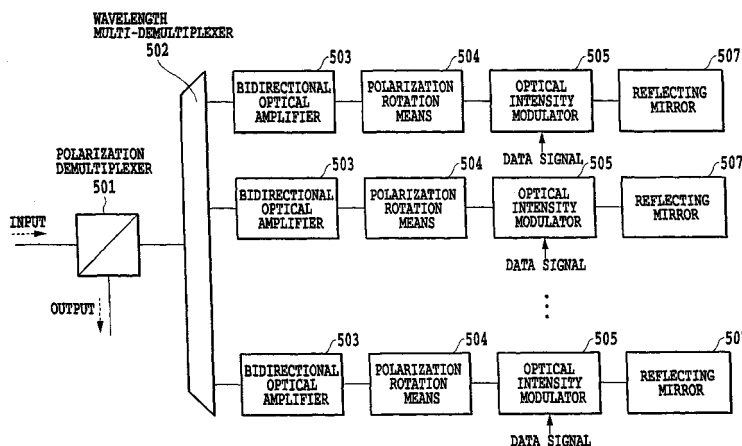 WAVELENGTH
MULTI-DEMULTIPLEXER
502
503
504
505
507
BIDIRECTIONAL
OPTICAL
AMPLIFIER
POLARIZATION
ROTATION
MEANS
OPTICAL
INTENSITY
MODULATOR
REFLECTING
MIRROR
DATA SIGNAL
POLARIZATION
DEMULTIPLEXER
501
503
504
505
507
BIDIRECTIONAL
OPTICAL
AMPLIFIER
POLARIZATION
ROTATION
MEANS
OPTICAL
INTENSITY
MODULATOR
REFLECTING
MIRROR
DATA SIGNAL
INPUT
OUTPUT
503
504
505
50
BIDIRECTIONAL
OPTICAL
AMPLIFIER
POLARIZATION
ROTATION
MEANS
OPTICAL
INTENSITY
MODULATOR
REFLECTING
MIRROR
DATA SIGNAL